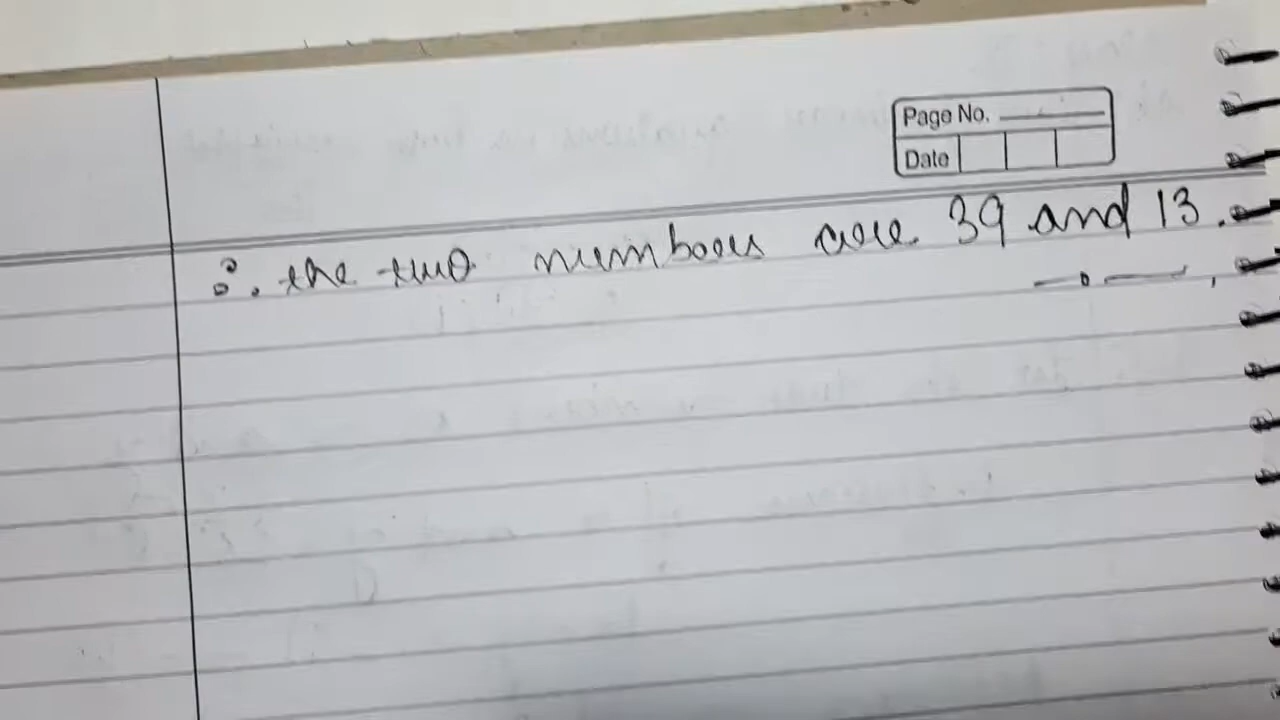 Page No.
Date
∴ the two numbers are 39 and 13.